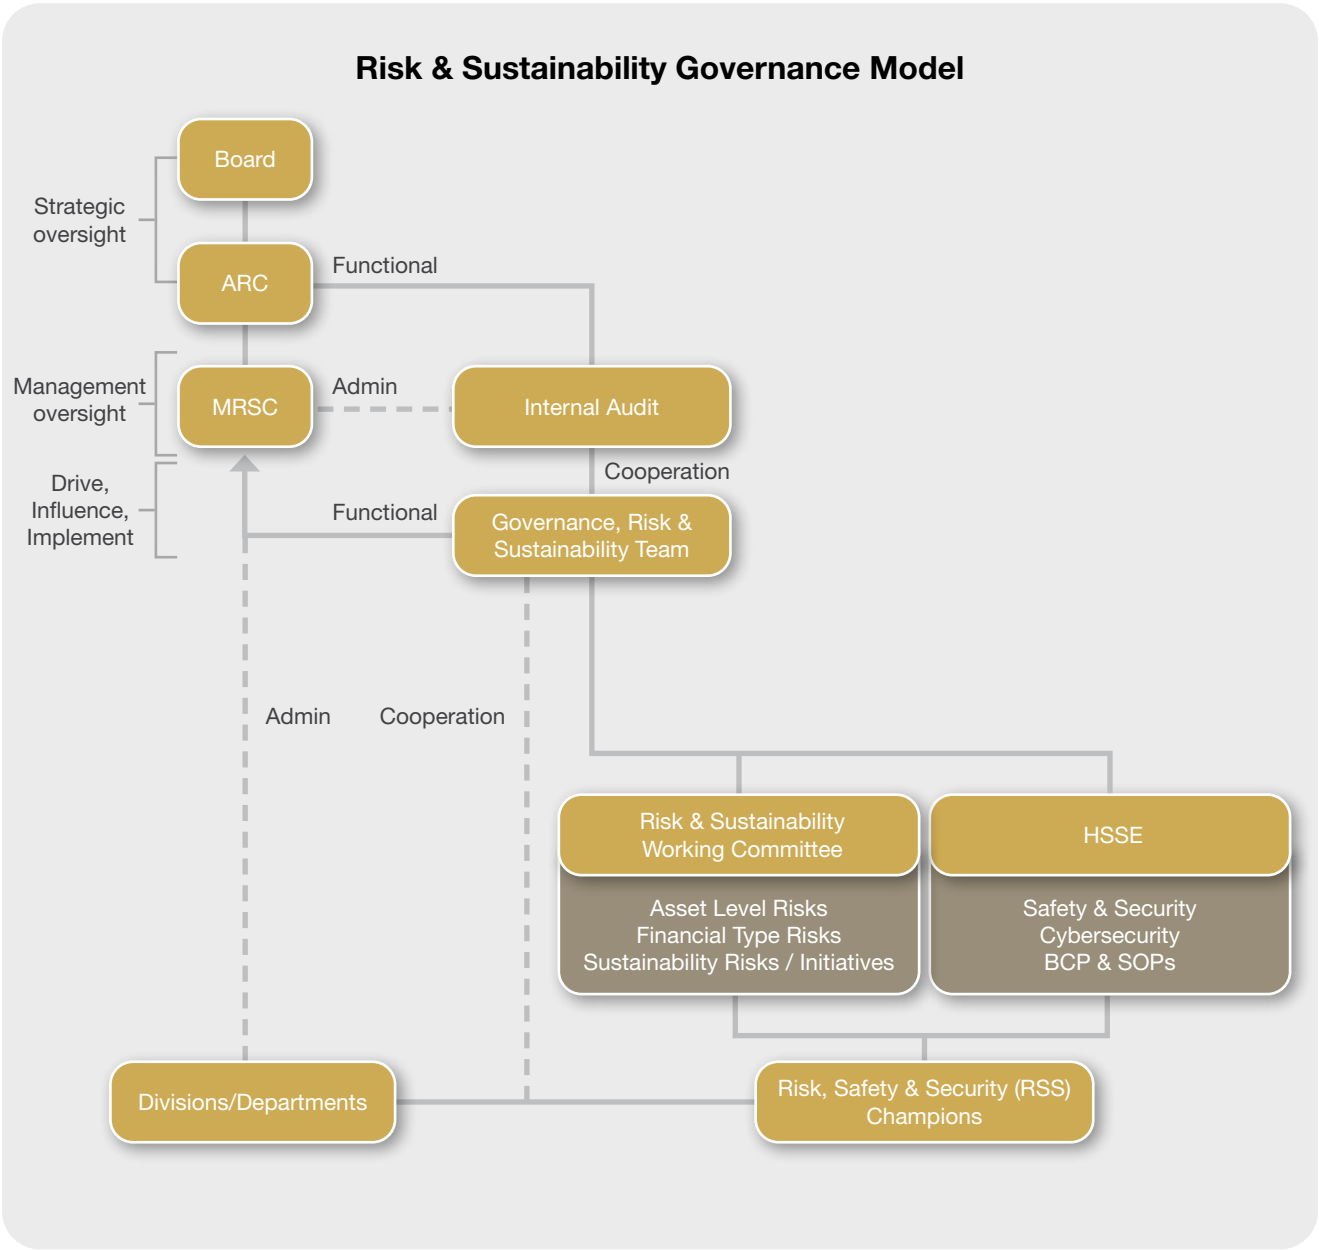 Risk & Sustainability Governance Model
Board
Strategic
oversight
ARC
Functional
Management
oversight
MRSC
Admin
Internal Audit
Cooperation
Drive,
Influence,
Implement
Functional
Governance, Risk &
Sustainability Team
Admin
Cooperation
Risk & Sustainability
Working Committee
Asset Level Risks
Financial Type Risks
Sustainability Risks / Initiatives
HSSE
Safety & Security
Cybersecurity
BCP & SOPs
Divisions/Departments
Risk, Safety & Security (RSS)
Champions